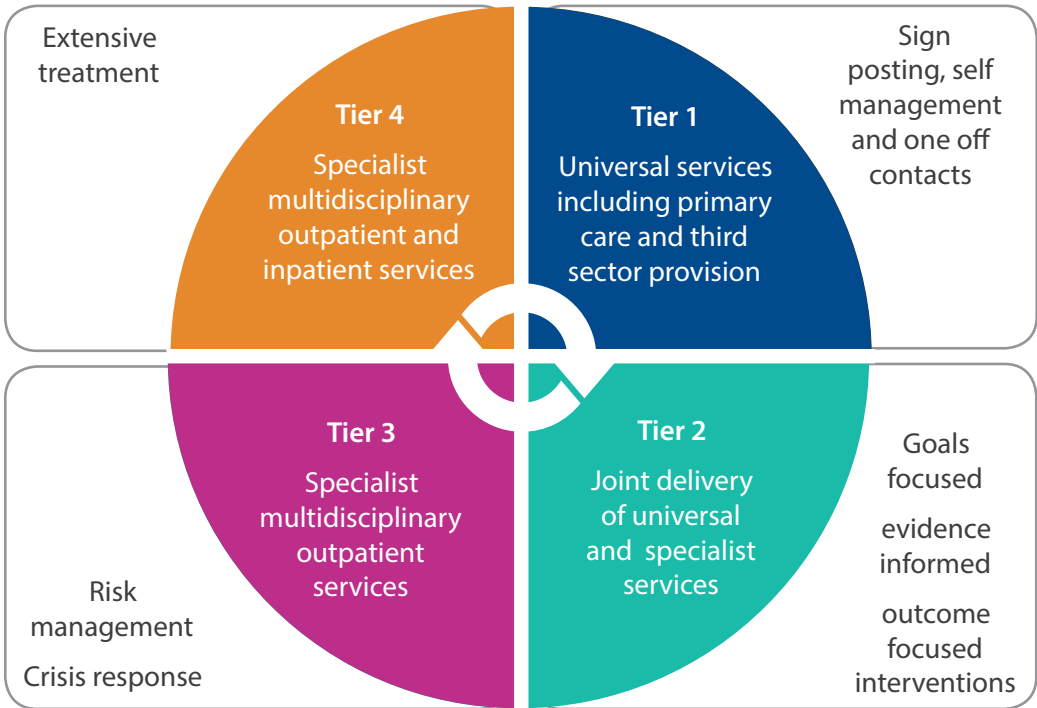 Extensive
treatment
Tier 4
Specialist
multidisciplinary
outpatient and
inpatient services
Tier 1
Universal services
including primary
care and third
sector provision
Sign
posting, self
management
and one off
contacts
Tier 3
Specialist
multidisciplinary
outpatient
services
Risk
management
Crisis response
Tier 2
Joint delivery
of universal
and specialist
services
Goals
focused
evidence
informed
outcome
focused
interventions